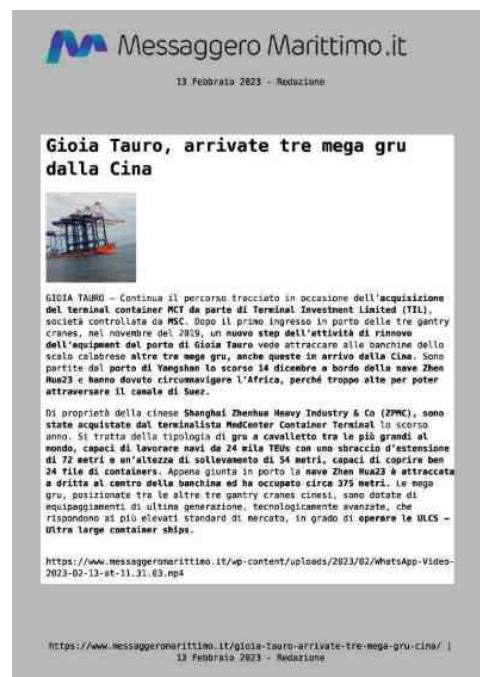 Messaggero Marittimo.it
13 Febbraio 2023 - Redazione
Gioia Tauro, arrivate tre mega gru
dalla Cina
GIOIA TAURO – Continua il percorso tracciato in occasione dell'acquisizione
del terminal container MCT da parte di Terminal Investment Limited (TIL),
società controllata da MSC. Dopo il primo ingresso in porto delle tre gantry
cranes, nel novembre del 2019, un nuovo step dell'attività di rinnovo
dell'equipment del porto di Gioia Tauro vede attraccare alle banchine dello
scalo calabrese altre tre mega gru, anche queste in arrivo dalla Cina. Sono
partite dal porto di Yangshan lo scorso 14 dicembre a bordo della nave Zhen
Hua23 e hanno dovuto circumnavigare l'Africa, perché troppo alte per poter
attraversare il canale di Suez.
Di proprietà della cinese Shanghai Zhenhua Heavy Industry & Co (ZPMC), sono
state acquistate dal terminalista MedCenter Container Terminal lo scorso
anno. Si tratta della tipologia di gru a cavalletto tra le più grandi al
mondo, capaci di lavorare navi da 24 mila TEUs con uno sbraccio d'estensione
di 72 metri e un'altezza di sollevamento di 54 metri, capaci di coprire ben
24 file di containers. Appena giunta in porto la nave Zhen Hua23 è attraccata
a dritta al centro della banchina ed ha occupato circa 375 metri. Le mega
gru, posizionate tra le altre tre gantry cranes cinesi, sono dotate di
equipaggiamenti di ultima generazione, tecnologicamente avanzate, che
rispondono ai più elevati standard di mercato, in grado di operare le ULCS –
Ultra large container ships.
https://www.messaggeromarittimo.it/wp-content/uploads/2023/02/WhatsApp-Video-
2023-02-13-at-11.31.03.mp4
https://www.messaggeromarittimo.it/gioia-tauro-arrivate-tre-mega-gru-cina/ |
13 Febbraio 2023 - Redazione